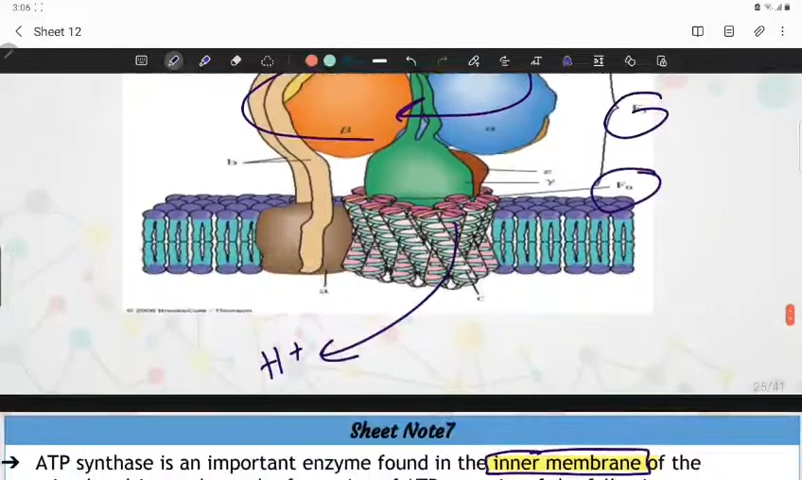 3:06
Sheet 12
β
α
b
ε
γ
F₀
a
c
© 2006 Brooks/Cole - Thomson
H+
25/41
Sheet Note7
→ ATP synthase is an important enzyme found in the inner membrane of the